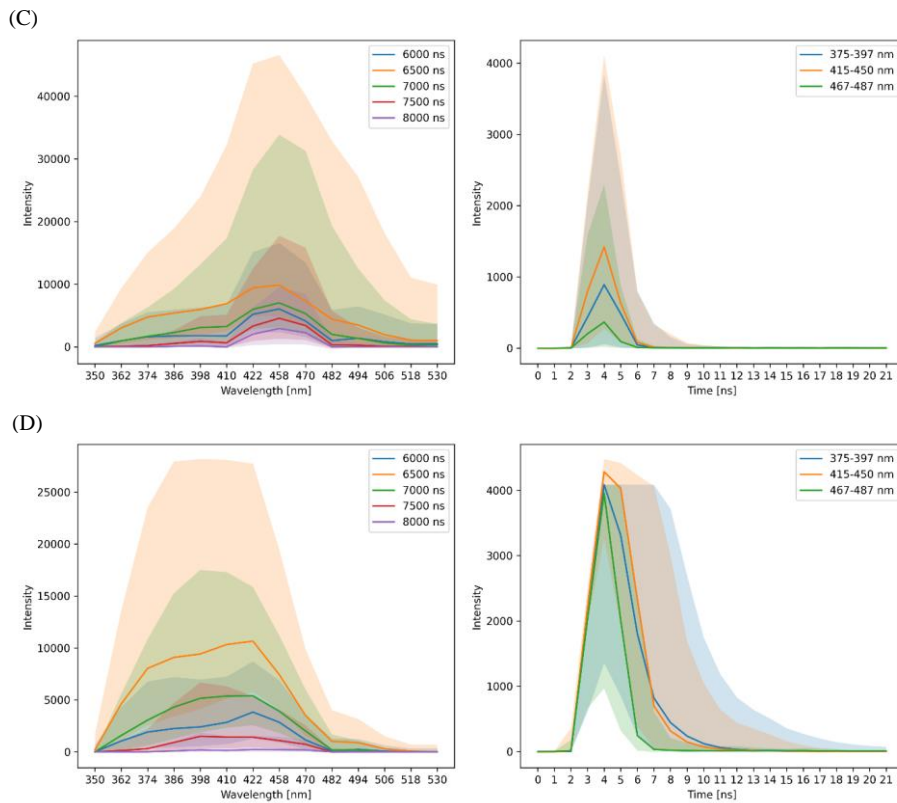 (C)
40000
30000
20000
10000
0
Intensity
6000 ns
6500 ns
7000 ns
7500 ns
8000 ns
350 362 374 386 398 410 422 458 470 482 494 506 518 530
Wavelength [nm]
4000
3000
2000
1000
0
Intensity
375-397 nm
415-450 nm
467-487 nm
0 1 2 3 4 5 6 7 9 10 11 12 13 14 15 16 17 18 19 20 21
Time [ns]
(D)
25000
20000
15000
10000
5000
0
Intensity
6000 ns
6500 ns
7000 ns
7500 ns
8000 ns
350 362 374 386 398 410 422 458 470 482 494 506 518 530
Wavelength [nm]
4000
3000
2000
1000
0
Intensity
375-397 nm
415-450 nm
467-487 nm
0 1 2 3 4 5 6 7 8 9 10 11 12 13 15 16 17 18 19 20 21
Time [ns]